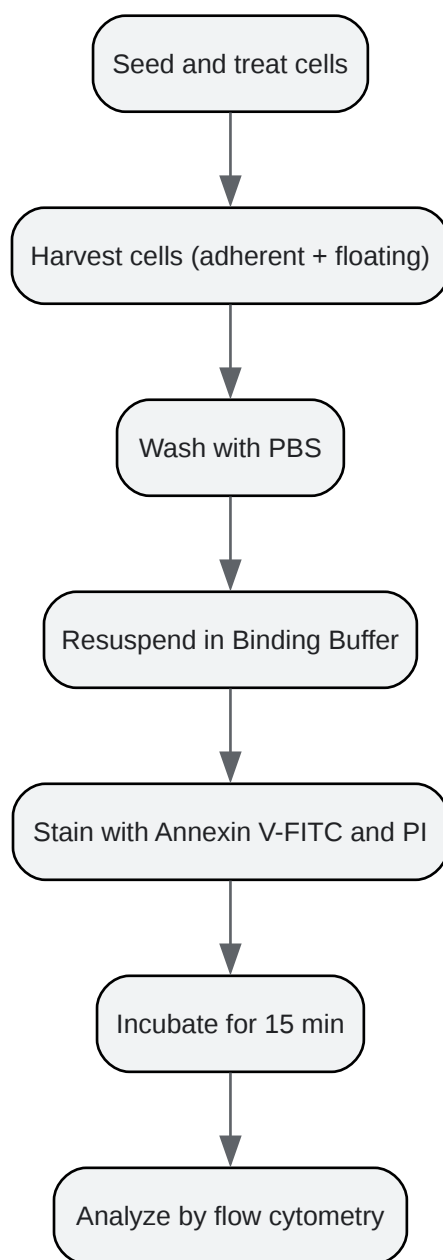 Seed and treat cells
Harvest cells (adherent + floating)
Wash with PBS
Resuspend in Binding Buffer
Stain with Annexin V-FITC and PI
Incubate for 15 min
Analyze by flow cytometry